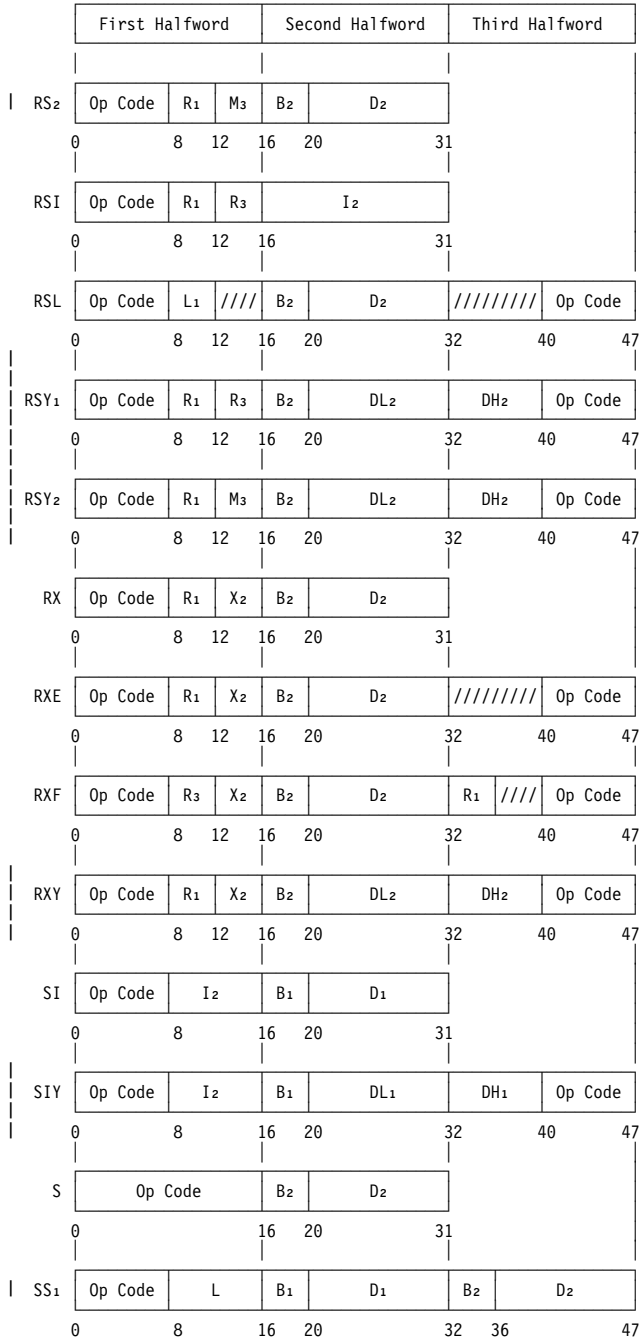 First Halfword Second Halfword Third Halfword
RS₂ Op Code R₁ M₃ B₂ D₂
0 8 12 16 20 31
RSI Op Code R₁ R₃ I₂
0 8 12 16 31
RSL Op Code L₁ //// B₂ D₂ ///////// Op Code
0 8 12 16 20 32 40 47
RSY₁ Op Code R₁ R₃ B₂ DL₂ DH₂ Op Code
0 8 12 16 20 32 40 47
RSY₂ Op Code R₁ M₃ B₂ DL₂ DH₂ Op Code
0 8 12 16 20 32 40 47
RX Op Code R₁ X₂ B₂ D₂
0 8 12 16 20 31
RXE Op Code R₁ X₂ B₂ D₂ ///////// Op Code
0 8 12 16 20 32 40 47
RXF Op Code R₃ X₂ B₂ D₂ R₁ //// Op Code
0 8 12 16 20 32 40 47
RXY Op Code R₁ X₂ B₂ DL₂ DH₂ Op Code
0 8 12 16 20 32 40 47
SI Op Code I₂ B₁ D₁
0 8 16 20 31
SIY Op Code I₂ B₁ DL₁ DH₁ Op Code
0 8 16 20 32 40 47
S Op Code B₂ D₂
0 16 20 31
SS₁ Op Code L B₁ D₁ B₂ D₂
0 8 16 20 32 36 47